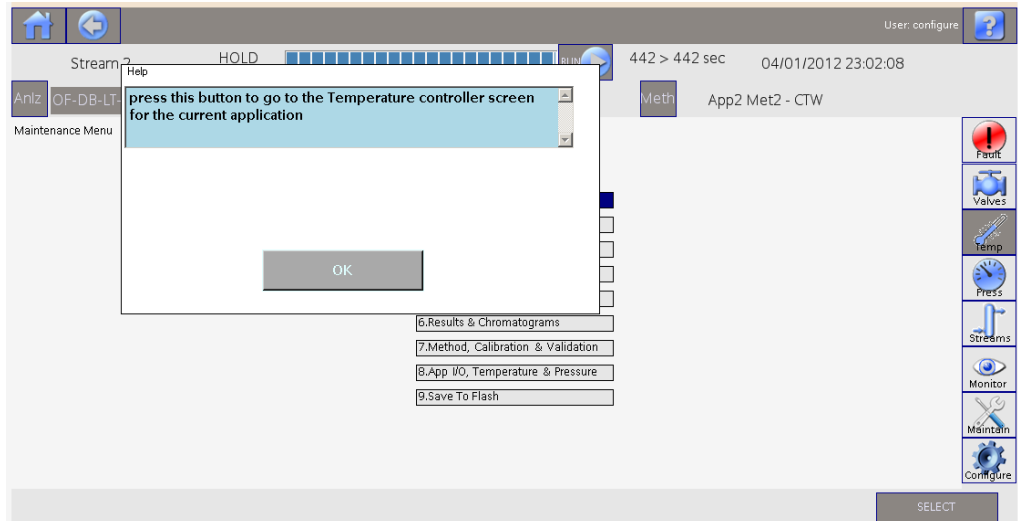 User: configure
Stream 2
HOLD
RUN
442 > 442 sec
04/01/2012 23:02:08
Anlz
OF-DB-LT-
Meth
App2 Met2 - CTW
Maintenance Menu
Help
press this button to go to the Temperature controller screen
for the current application
OK
6.Results & Chromatograms
7.Method, Calibration & Validation
8.App I/O, Temperature & Pressure
9.Save To Flash
Fault
Valves
Temp
Press
Streams
Monitor
Maintain
Configure
SELECT